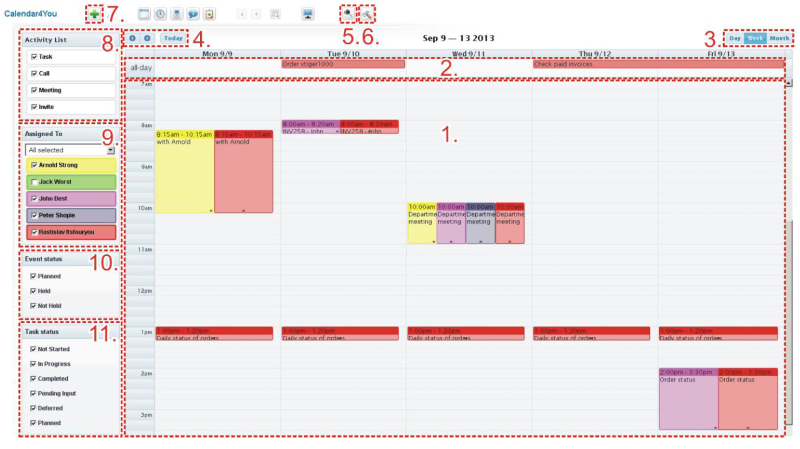 Calendar4You
7.
8.
Activity List
Task
Call
Meeting
Invite
9.
Assigned To
All selected
Arnold Strong
Jack Worst
John Best
Peter Shopie
10.
Event status
Planned
Held
Not Held
11.
Task status
Not Started
In Progress
Completed
Pending Input
Deferred
Planned
4.
Today
5.
6.
Sep 9 — 13 2013
3.
Day Week Month
Mon 9/9 Tue 9/10 Wed 9/11 Thu 9/12 Fri 9/13
all-day
Order vtiger1000
2.
Check paid invoices
7am
8am
8:00am - 8:20am 8:00am - 8:20am
INV258 - John INV258 - John
1.
8:15am - 10:15am 8:15am - 10:15am
with Arnold with Arnold
9am
10am
10:00am 10:00am 10:00am 10:00am
Departme Departme Departme Departme
meeting meeting meeting meeting
11am
12pm
1pm
1:00pm - 1:20pm 1:00pm - 1:20pm 1:00pm - 1:20pm 1:00pm - 1:20pm 1:00pm - 1:20pm
Daily status of orders Daily status of orders Daily status of orders Daily status of orders Daily status of orders
2pm
2:00pm - 3:30pm 2:00pm - 3:30pm
Order status Order status
3pm